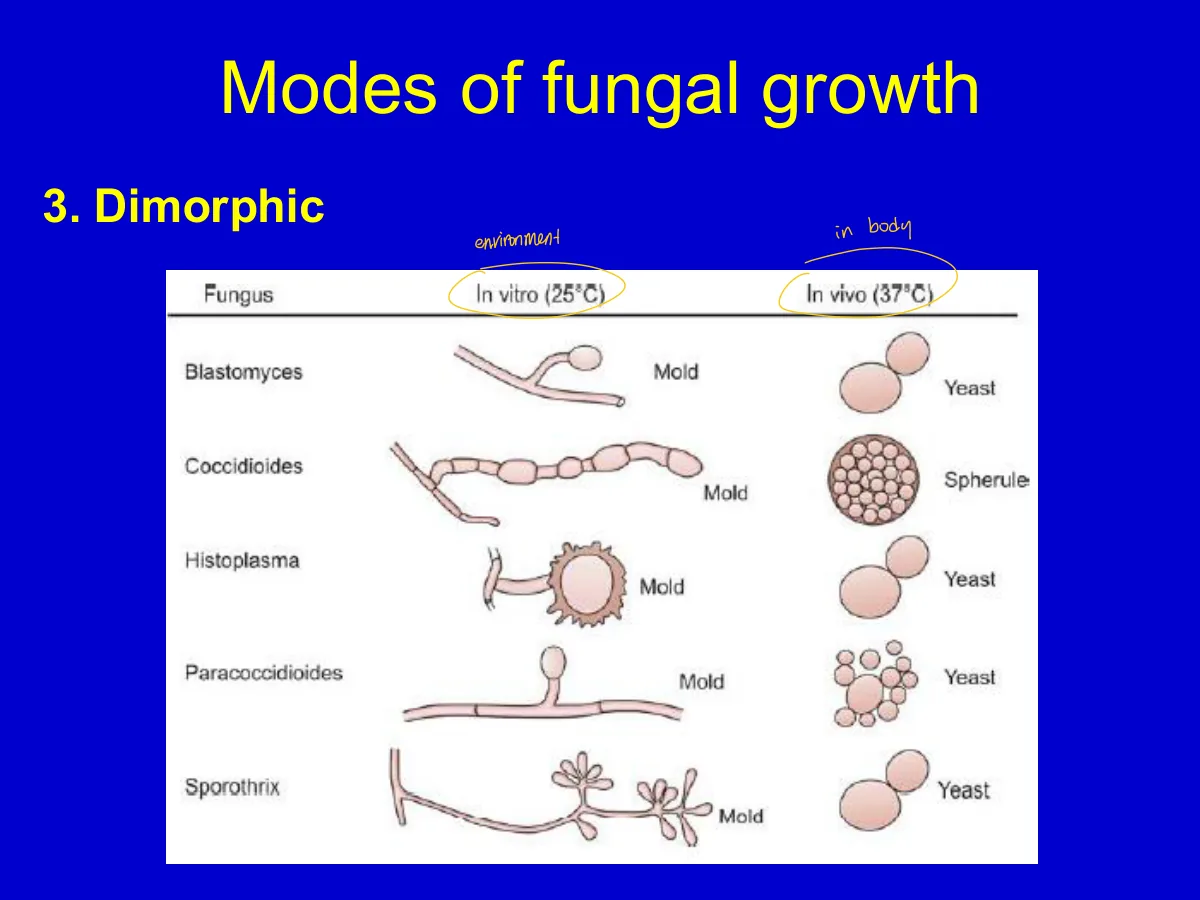 Modes of fungal growth
3. Dimorphic
environment
in body
Fungus In vitro (25°C) In vivo (37°C)
Blastomyces Mold Yeast
Coccidioides Mold Spherule
Histoplasma Mold Yeast
Paracoccidioides Mold Yeast
Sporothrix Mold Yeast